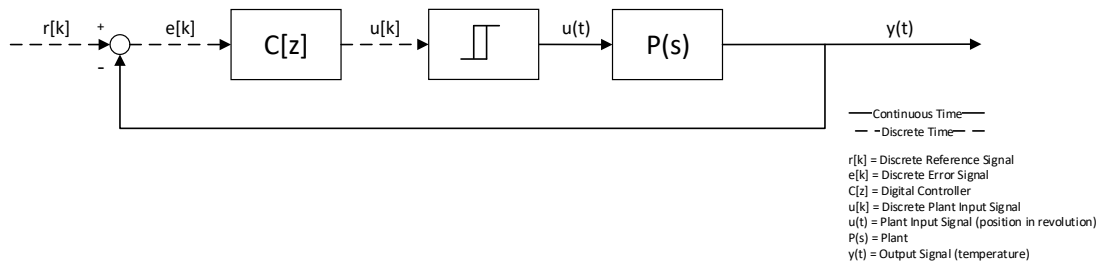 r[k]
+
-
e[k]
C[z]
u[k]
u(t)
P(s)
y(t)
Continuous Time
Discrete Time
r[k] = Discrete Reference Signal
e[k] = Discrete Error Signal
C[z] = Digital Controller
u[k] = Discrete Plant Input Signal
u(t) = Plant Input Signal (position in revolution)
P(s) = Plant
y(t) = Output Signal (temperature)